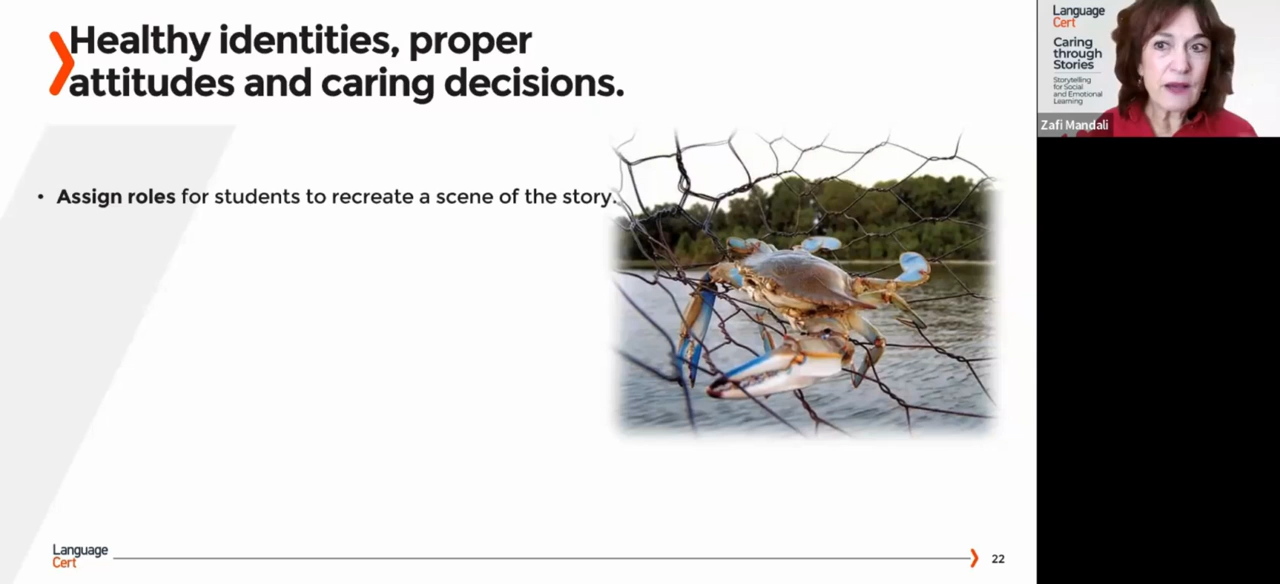 Healthy identities, proper
attitudes and caring decisions.
• Assign roles for students to recreate a scene of the story.
Language
Cert
22
Language
Cert
Caring
through
Stories
Storytelling
for Social
and Emotional
Learning
Zafi Mandali